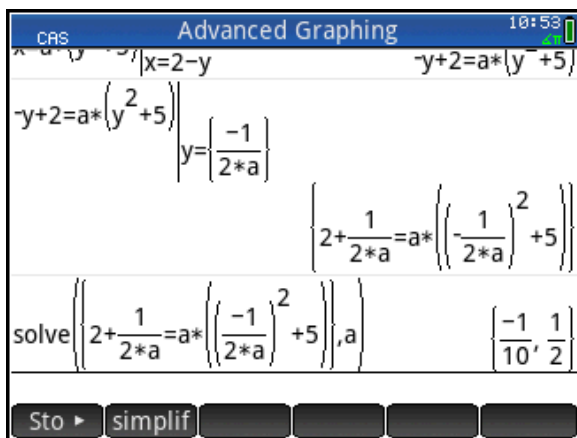 CAS Advanced Graphing 10:53
∡π
|x=2-y -y+2=a*(y²+5)
-y+2=a*(y²+5)|y={-1/(2*a)}
{2+1/(2*a)=a*((-1/(2*a))²+5)}
solve({2+1/(2*a)=a*((-1/(2*a))²+5)},a) {-1/10, 1/2}
Sto ▸ simplif